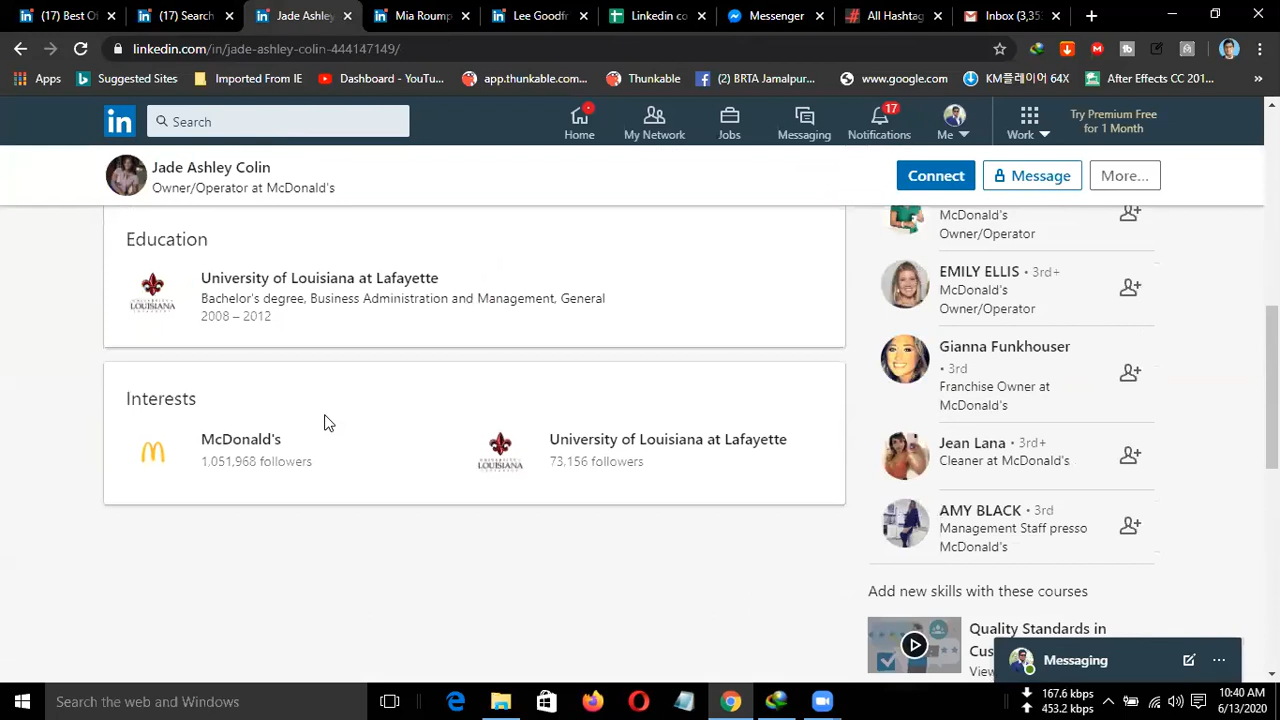 (17) Best O
(17) Search
Jade Ashley
Mia Roump
Lee Goodfr
Linkedin co
Messenger
All Hashtag
Inbox (3,35
linkedin.com/in/jade-ashley-colin-444147149/
Apps
Suggested Sites
Imported From IE
Dashboard - YouTu...
app.thunkable.com...
Thunkable
(2) BRTA Jamalpur...
www.google.com
KM플레이어 64X
After Effects CC 201...
in
Search
Home
My Network
Jobs
Messaging
17
Notifications
Me
Work
Try Premium Free
for 1 Month
Jade Ashley Colin
Owner/Operator at McDonald's
Connect
Message
More...
Education
University of Louisiana at Lafayette
Bachelor's degree, Business Administration and Management, General
2008 – 2012
Interests
McDonald's
1,051,968 followers
University of Louisiana at Lafayette
73,156 followers
McDonald's
Owner/Operator
EMILY ELLIS • 3rd+
McDonald's
Owner/Operator
Gianna Funkhouser
• 3rd
Franchise Owner at
McDonald's
Jean Lana • 3rd+
Cleaner at McDonald's
AMY BLACK • 3rd
Management Staff presso
McDonald's
Add new skills with these courses
Quality Standards in
Cus
View
Messaging
Search the web and Windows
167.6 kbps
453.2 kbps
10:40 AM
6/13/2020